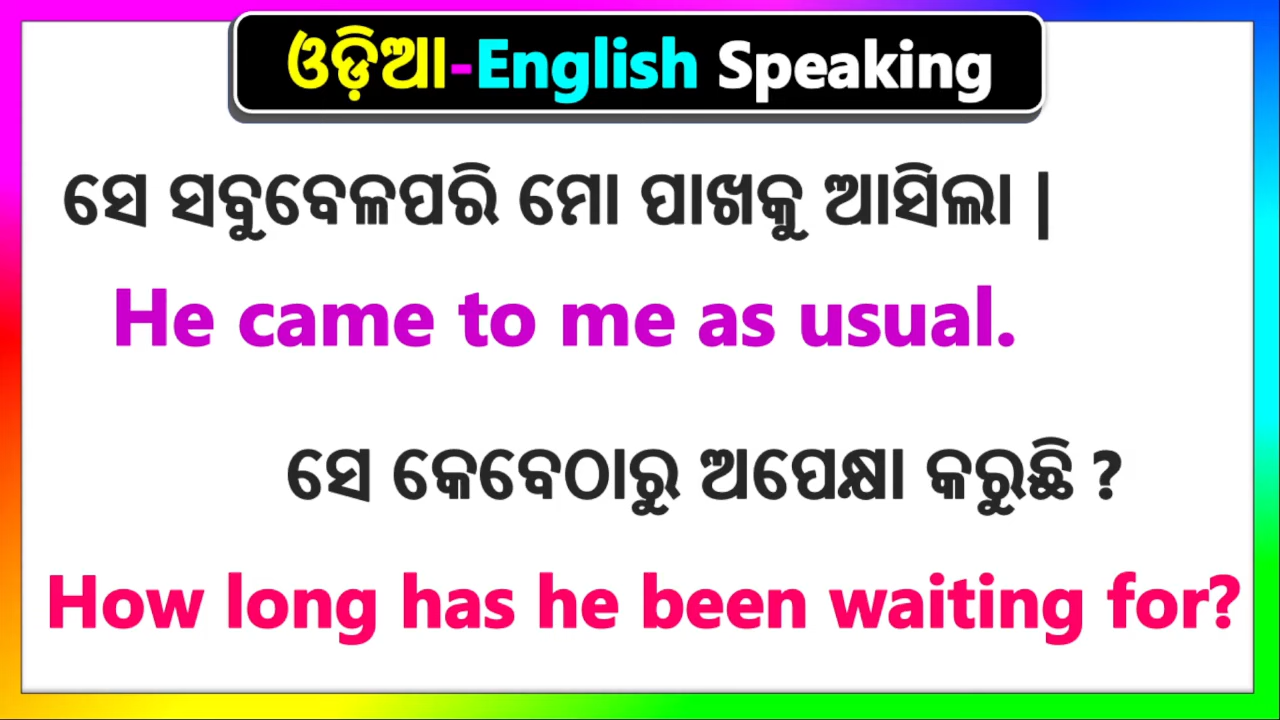 ଓଡ଼ିଆ-English Speaking
ସେ ସବୁବେଳପରି ମୋ ପାଖକୁ ଆସିଲା |
He came to me as usual.
ସେ କେବେଠାରୁ ଅପେକ୍ଷା କରୁଛି ?
How long has he been waiting for?